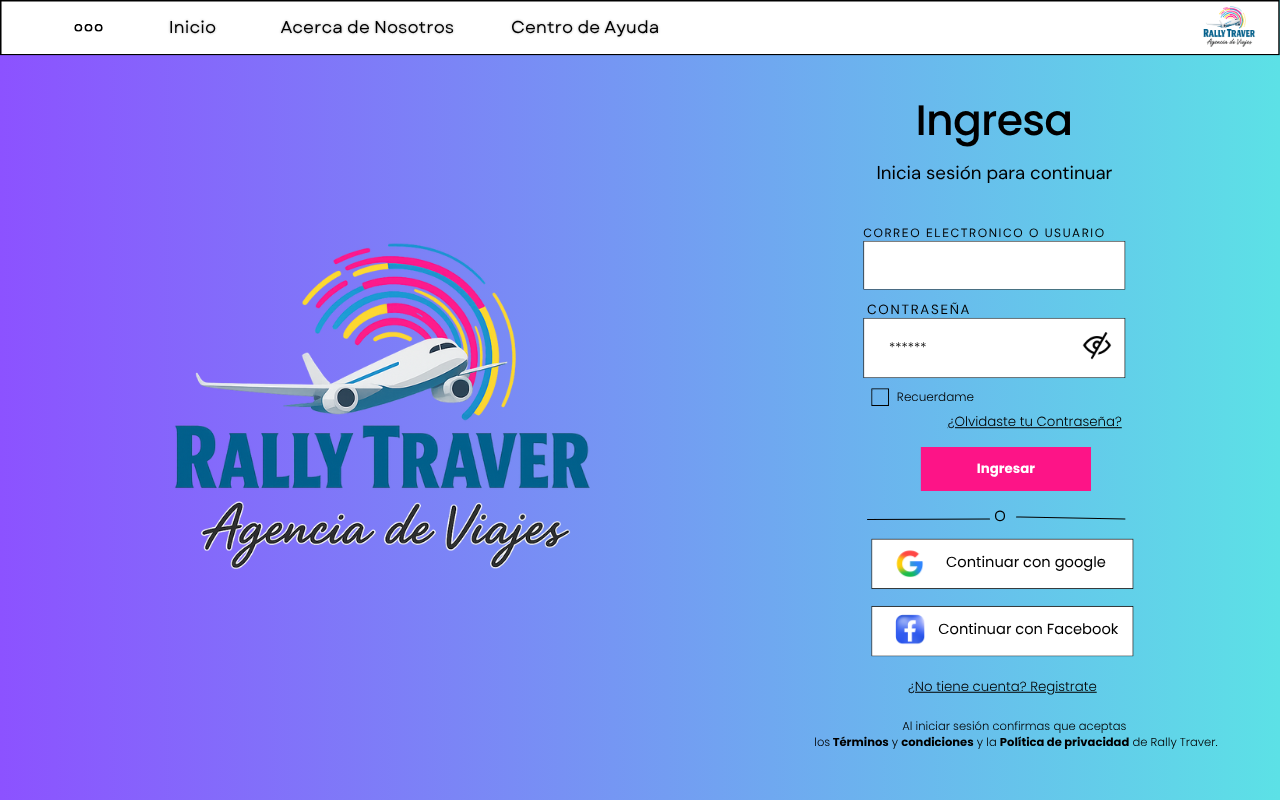 Inicio
Acerca de Nosotros
Centro de Ayuda
RALLY TRAVER
Agencia de Viajes
Ingresa
Inicia sesión para continuar
CORREO ELECTRONICO O USUARIO
CONTRASEÑA
******
Recuerdame
¿Olvidaste tu Contraseña?
Ingresar
O
Continuar con google
Continuar con Facebook
¿No tiene cuenta? Registrate
Al iniciar sesión confirmas que aceptas
los Términos y condiciones y la Política de privacidad de Rally Traver.
RALLY TRAVER
Agencia de Viajes